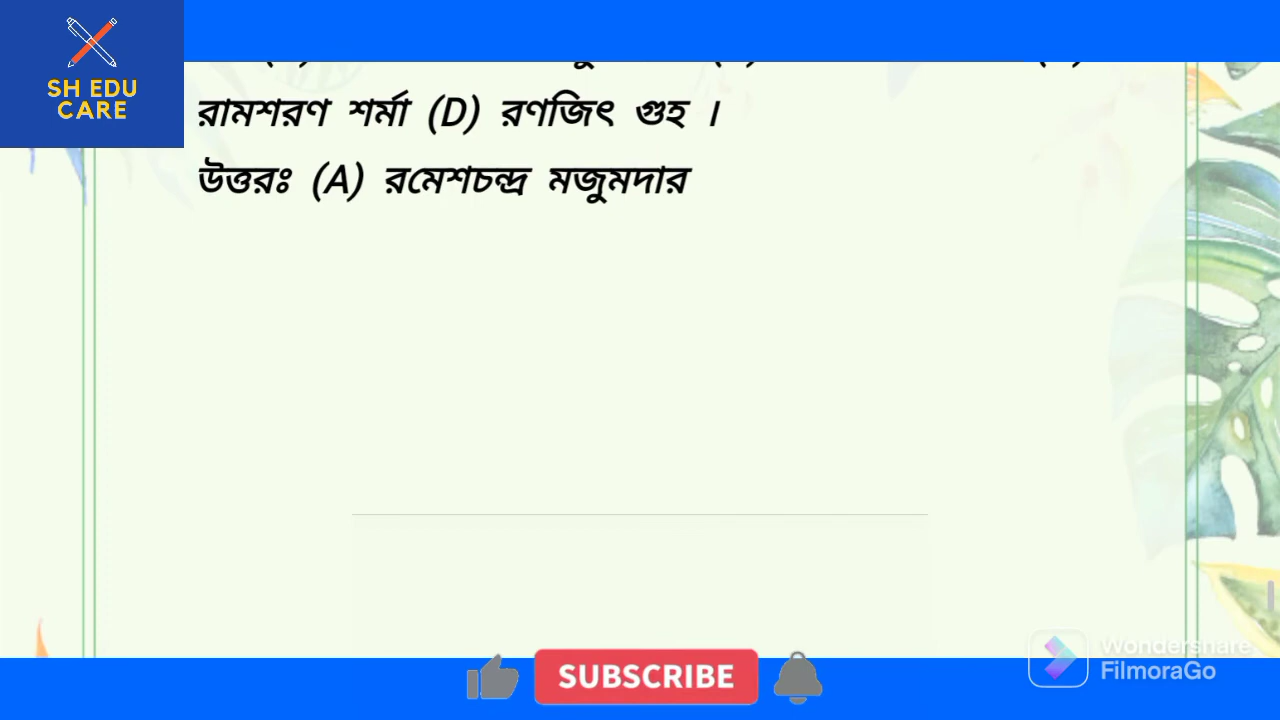 SH EDU
CARE
রামশরণ শর্মা (D) রণজিৎ গুহ ।
উত্তরঃ (A) রমেশচন্দ্র মজুমদার
SUBSCRIBE
Wondershare
FilmoraGo